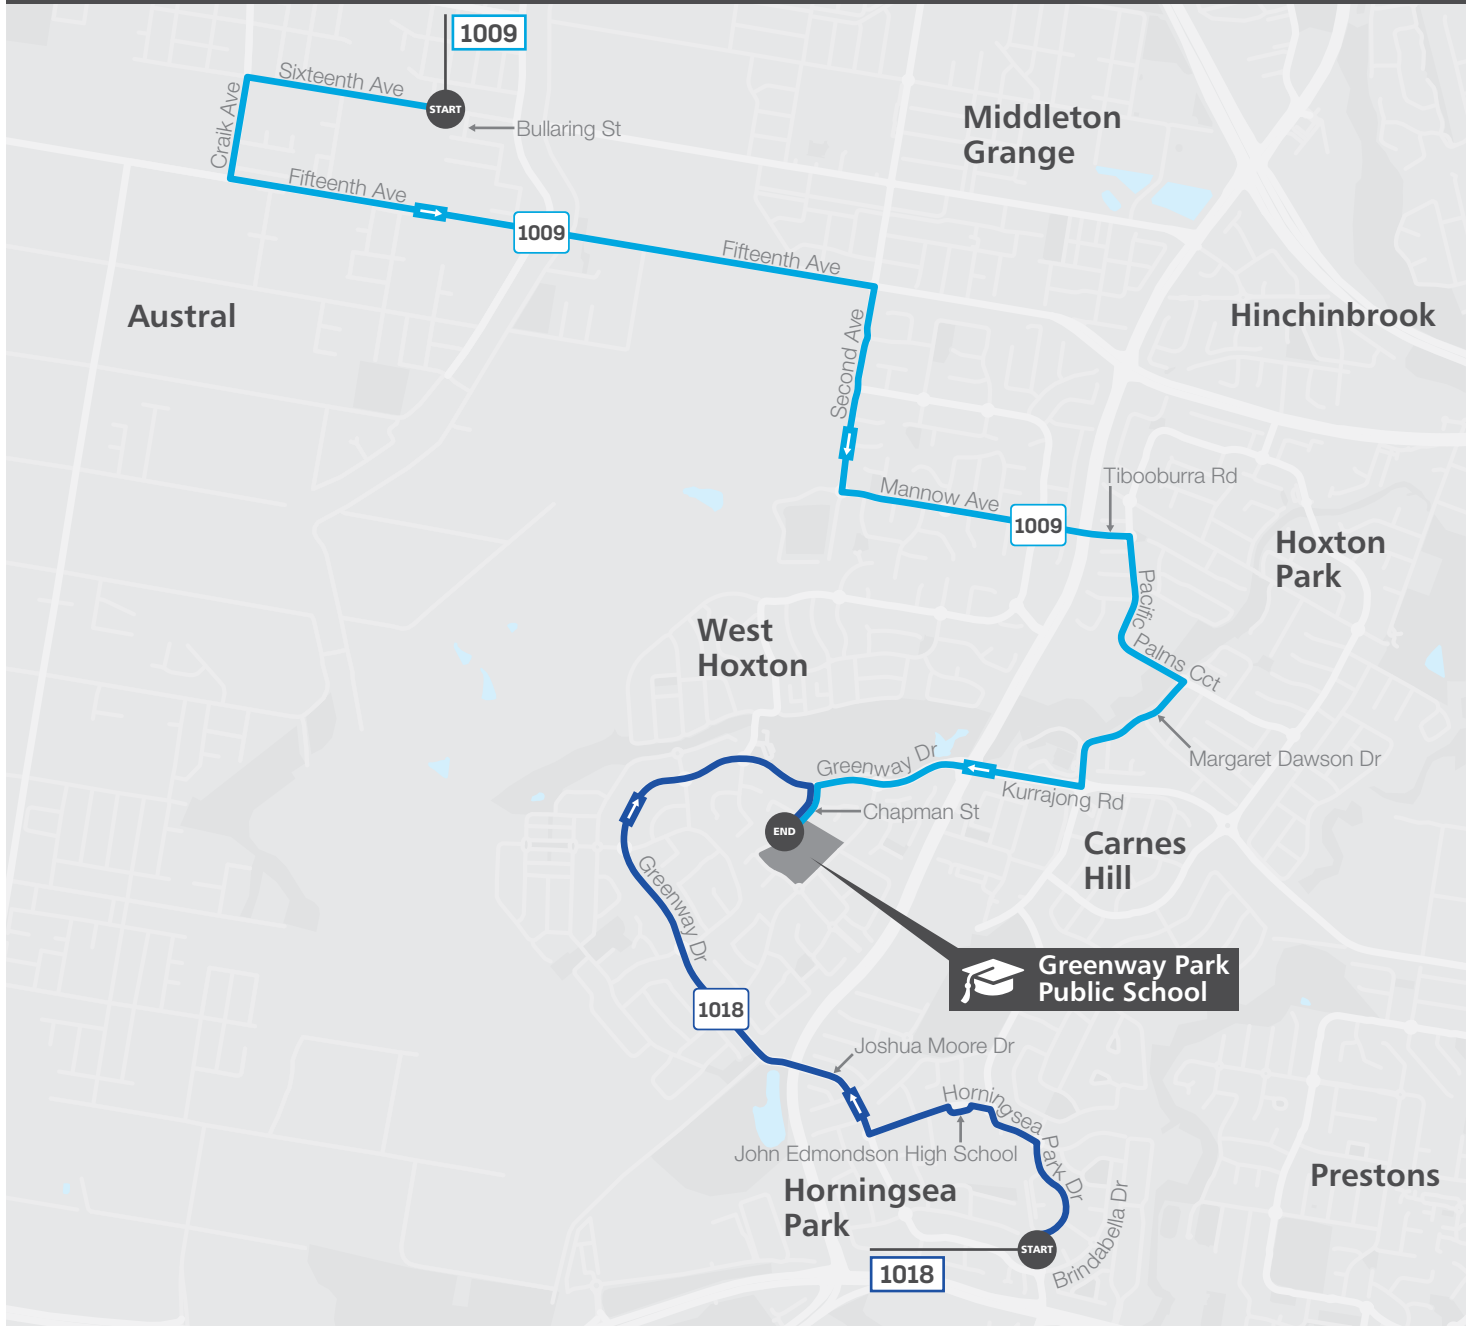 1009
Sixteenth Ave
START
Craik Ave
Bullaring St
Middleton
Grange
Fifteenth Ave
1009
Fifteenth Ave
Austral
Hinchinbrook
Second Ave
Tibooburra Rd
Mannow Ave
1009
Hoxton
Park
Pacific Palms Cct
West
Hoxton
Greenway Dr
Margaret Dawson Dr
Kurrajong Rd
Chapman St
END
Carnes
Hill
Greenway Dr
Greenway Park
Public School
1018
Joshua Moore Dr
Horningsea Park Dr
John Edmondson High School
Horningsea
Park
Prestons
Brindabella Dr
START
1018